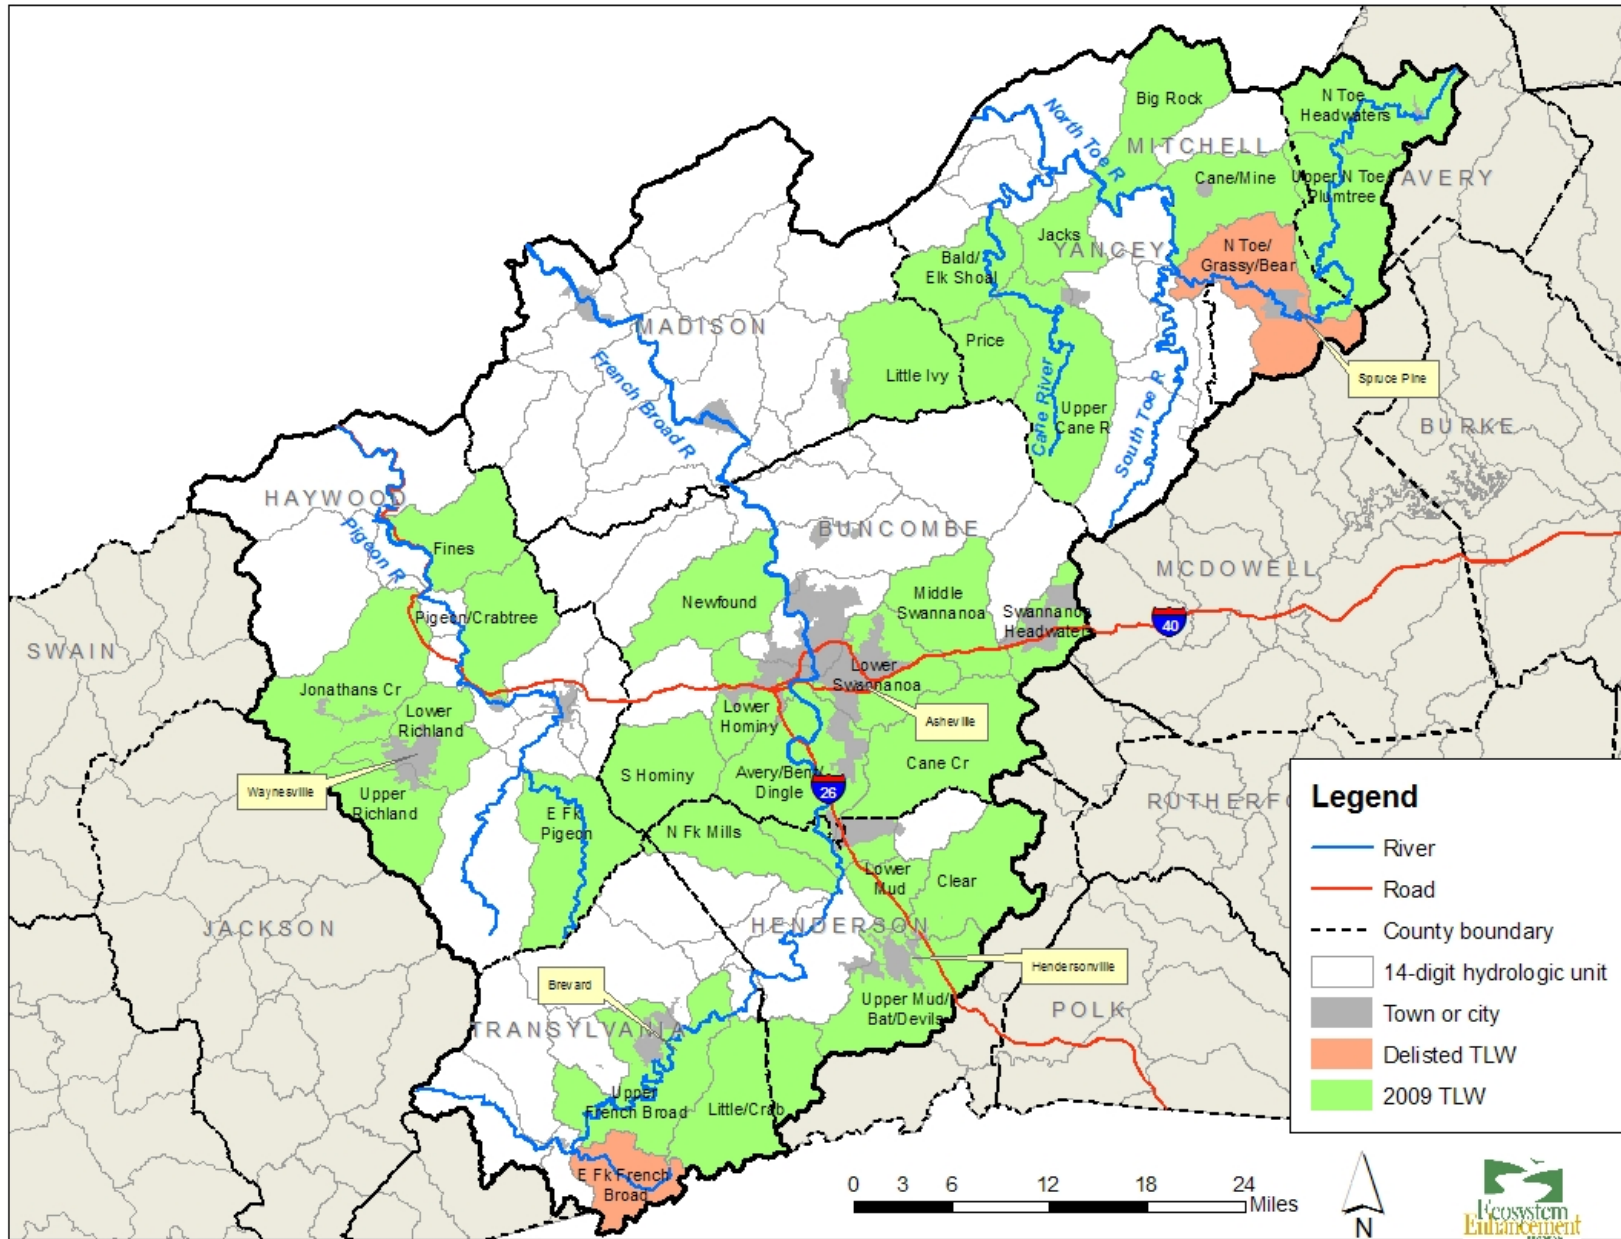 Big Rock
N Toe
Headwaters
North Toe R
MITCHELL
Cane/Mine
Upper N Toe/
Plumtree
AVERY
Jacks
YANCEY
N Toe/
Grassy/Bear
Bald/
Elk Shoal
MADISON
Price
Little Ivy
Cane River
Upper
Cane R
South Toe R
Spruce Pine
French Broad R
BURKE
HAYWOOD
Pigeon R
Fines
BUNCOMBE
MCDOWELL
Pigeon/Crabtree
Newfound
Middle
Swannanoa
Swannanoa
Headwaters
40
SWAIN
Jonathans Cr
Lower
Richland
Lower
Swannanoa
Lower
Hominy
Asheville
S Hominy
Avery/Bent/
Dingle
Cane Cr
26
Waynesville
Upper
Richland
E Fk
Pigeon
N Fk Mills
Lower
Mud
Clear
JACKSON
HENDERSON
Hendersonville
Brevard
TRANSYLVANIA
Upper Mud/
Bat/Devils
POLK
Upper
French Broad
Little/Crab
E Fk French
Broad
RUTHERFO
Legend
River
Road
County boundary
14-digit hydrologic unit
Town or city
Delisted TLW
2009 TLW
0 3 6 12 18 24
Miles
N
Ecosystem
Enhancement